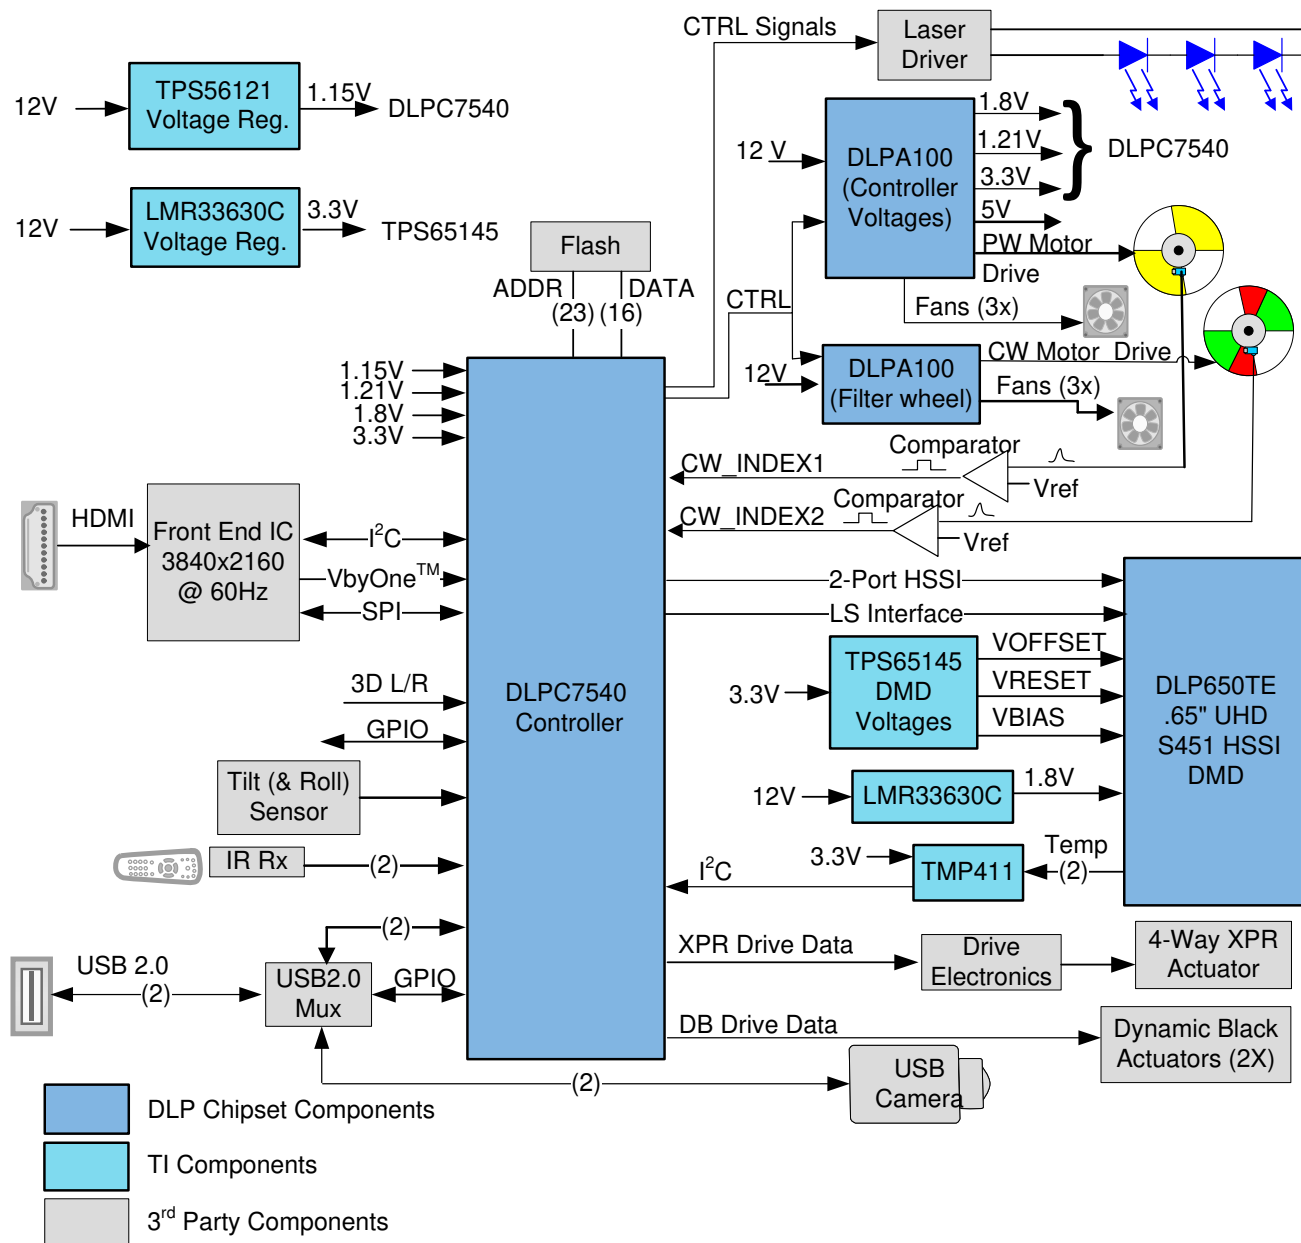 CTRL Signals
Laser
Driver
12V
TPS56121
Voltage Reg.
1.15V
DLPC7540
12V
LMR33630C
Voltage Reg.
3.3V
TPS65145
12 V
DLPA100
(Controller
Voltages)
1.8V
1.21V
3.3V
5V
DLPC7540
PW Motor
Drive
Fans (3x)
Flash
ADDR
DATA
(23)
(16)
CTRL
12V
DLPA100
(Filter wheel)
CW Motor Drive
Fans (3x)
1.15V
1.21V
1.8V
3.3V
Comparator
CW_INDEX1
Vref
Comparator
CW_INDEX2
Vref
HDMI
Front End IC
3840x2160
@ 60Hz
I2C
VbyOne™
SPI
2-Port HSSI
LS Interface
DLPC7540
Controller
3D L/R
GPIO
Tilt (& Roll)
Sensor
IR Rx
(2)
3.3V
TPS65145
DMD
Voltages
VOFFSET
VRESET
VBIAS
DLP650TE
.65" UHD
S451 HSSI
DMD
12V
LMR33630C
1.8V
3.3V
TMP411
Temp
(2)
I2C
(2)
USB 2.0
(2)
USB2.0
Mux
GPIO
XPR Drive Data
Drive
Electronics
4-Way XPR
Actuator
DB Drive Data
Dynamic Black
Actuators (2X)
(2)
USB
Camera
DLP Chipset Components
TI Components
3rd Party Components